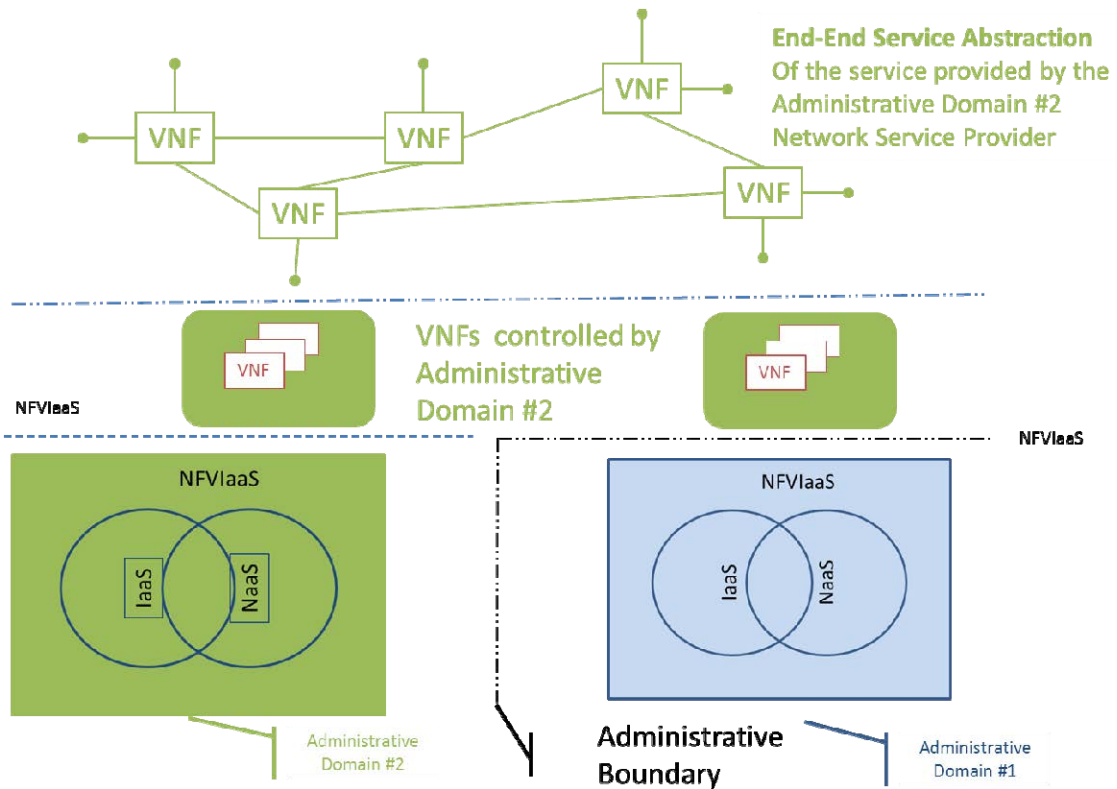 End-End Service Abstraction
Of the service provided by the
Administrative Domain #2
Network Service Provider
VNF
VNF
VNF
VNF
VNF
VNFs controlled by
Administrative
Domain #2
VNF
VNF
NFVIaaS
NFVIaaS
NFVIaaS
IaaS
NaaS
NFVIaaS
IaaS
NaaS
Administrative
Domain #2
Administrative
Boundary
Administrative
Domain #1